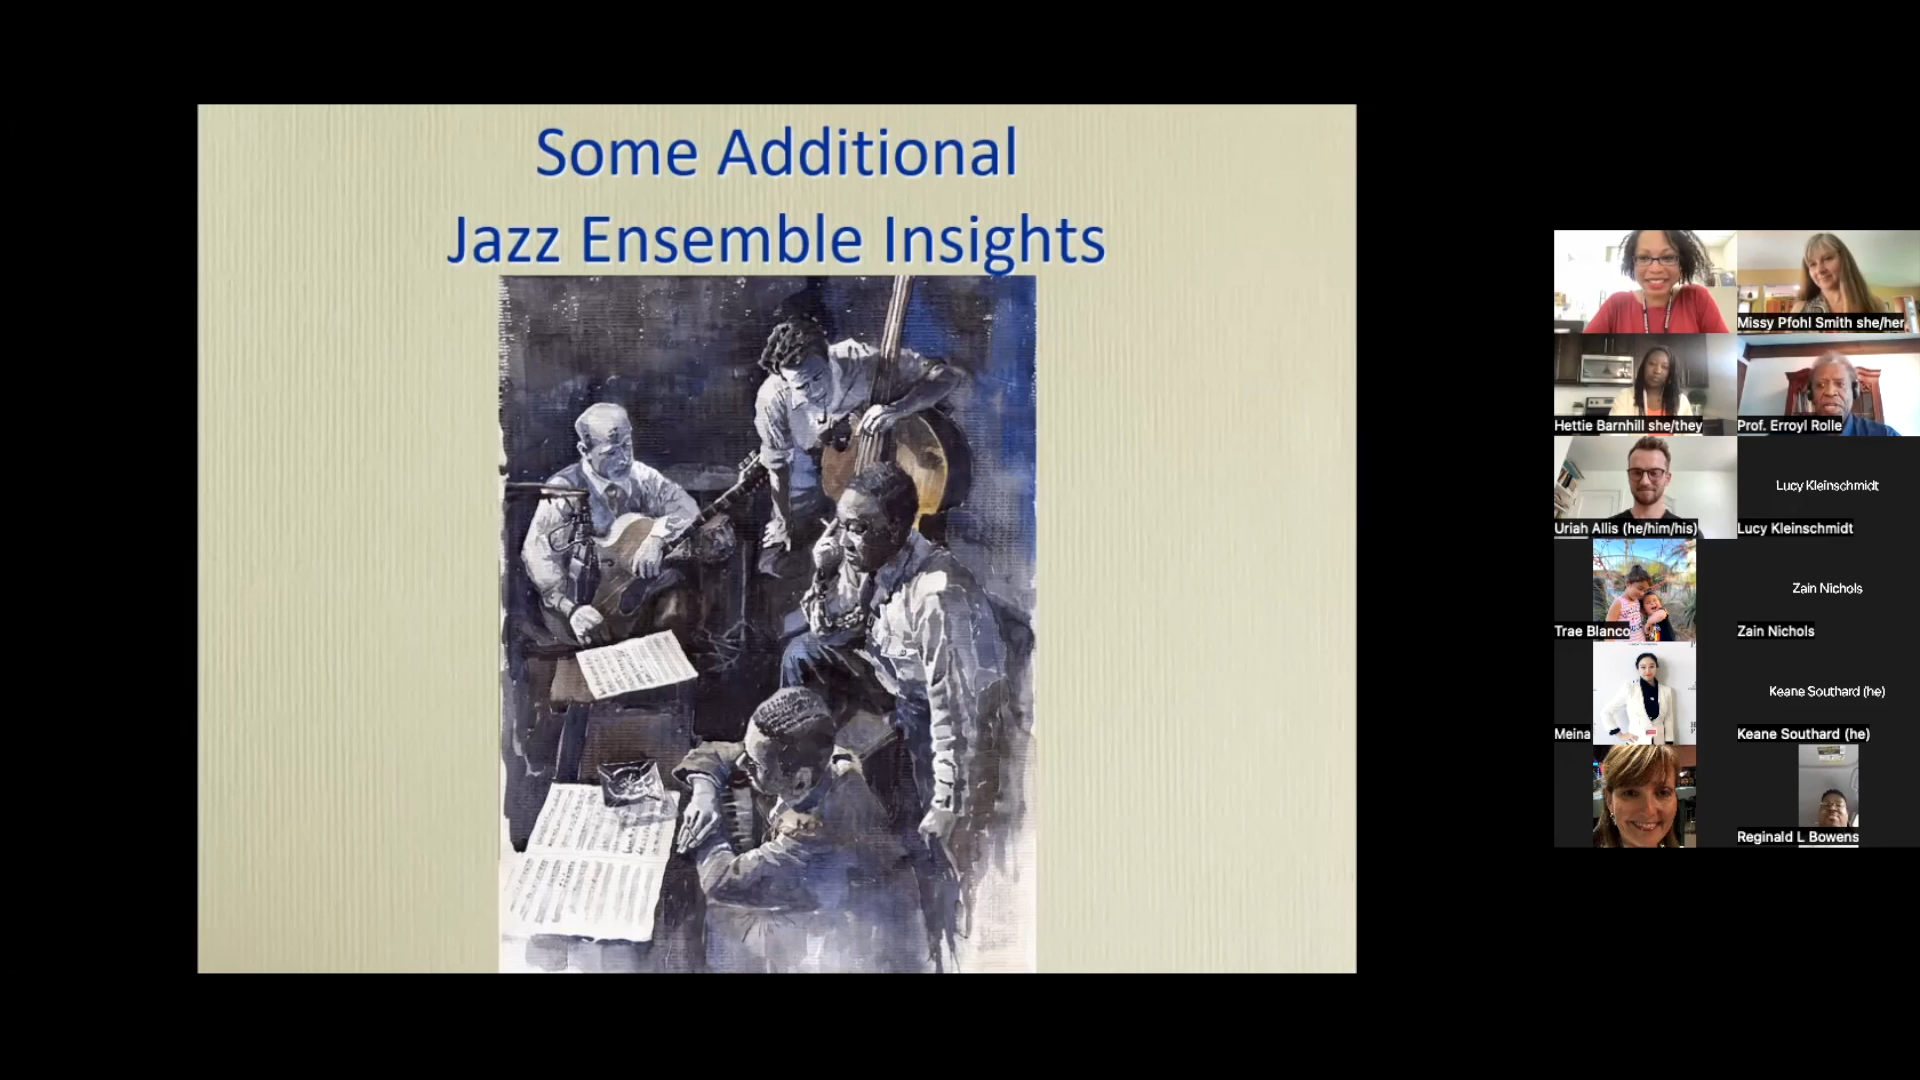 Some Additional
Jazz Ensemble Insights
Missy Pfohl Smith she/her
Hettie Barnhill she/they
Prof. Erroyl Rolle
Uriah Allis (he/him/his)
Lucy Kleinschmidt
Lucy Kleinschmidt
Trae Blanco
Zain Nichols
Zain Nichols
Meina
Keane Southard (he)
Keane Southard (he)
Reginald L Bowens